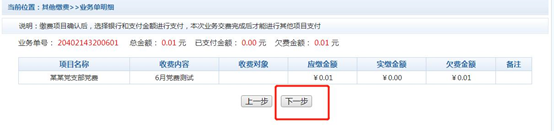 当前位置：其他缴费>>业务单明细
说明：缴费项目确认后，选择银行和支付金额进行支付，本次业务交费完成后才能进行其他项目支付
业务单号：20402143200601 总金额：0.01 元 已支付金额：0.00 元 欠费金额：0.01 元
项目名称 收费内容 收费对象 应缴金额 实缴金额 欠费金额 备注
某某党支部党费 6月党费测试 ￥0.01 ￥0.00 ￥0.01
上一步 下一步